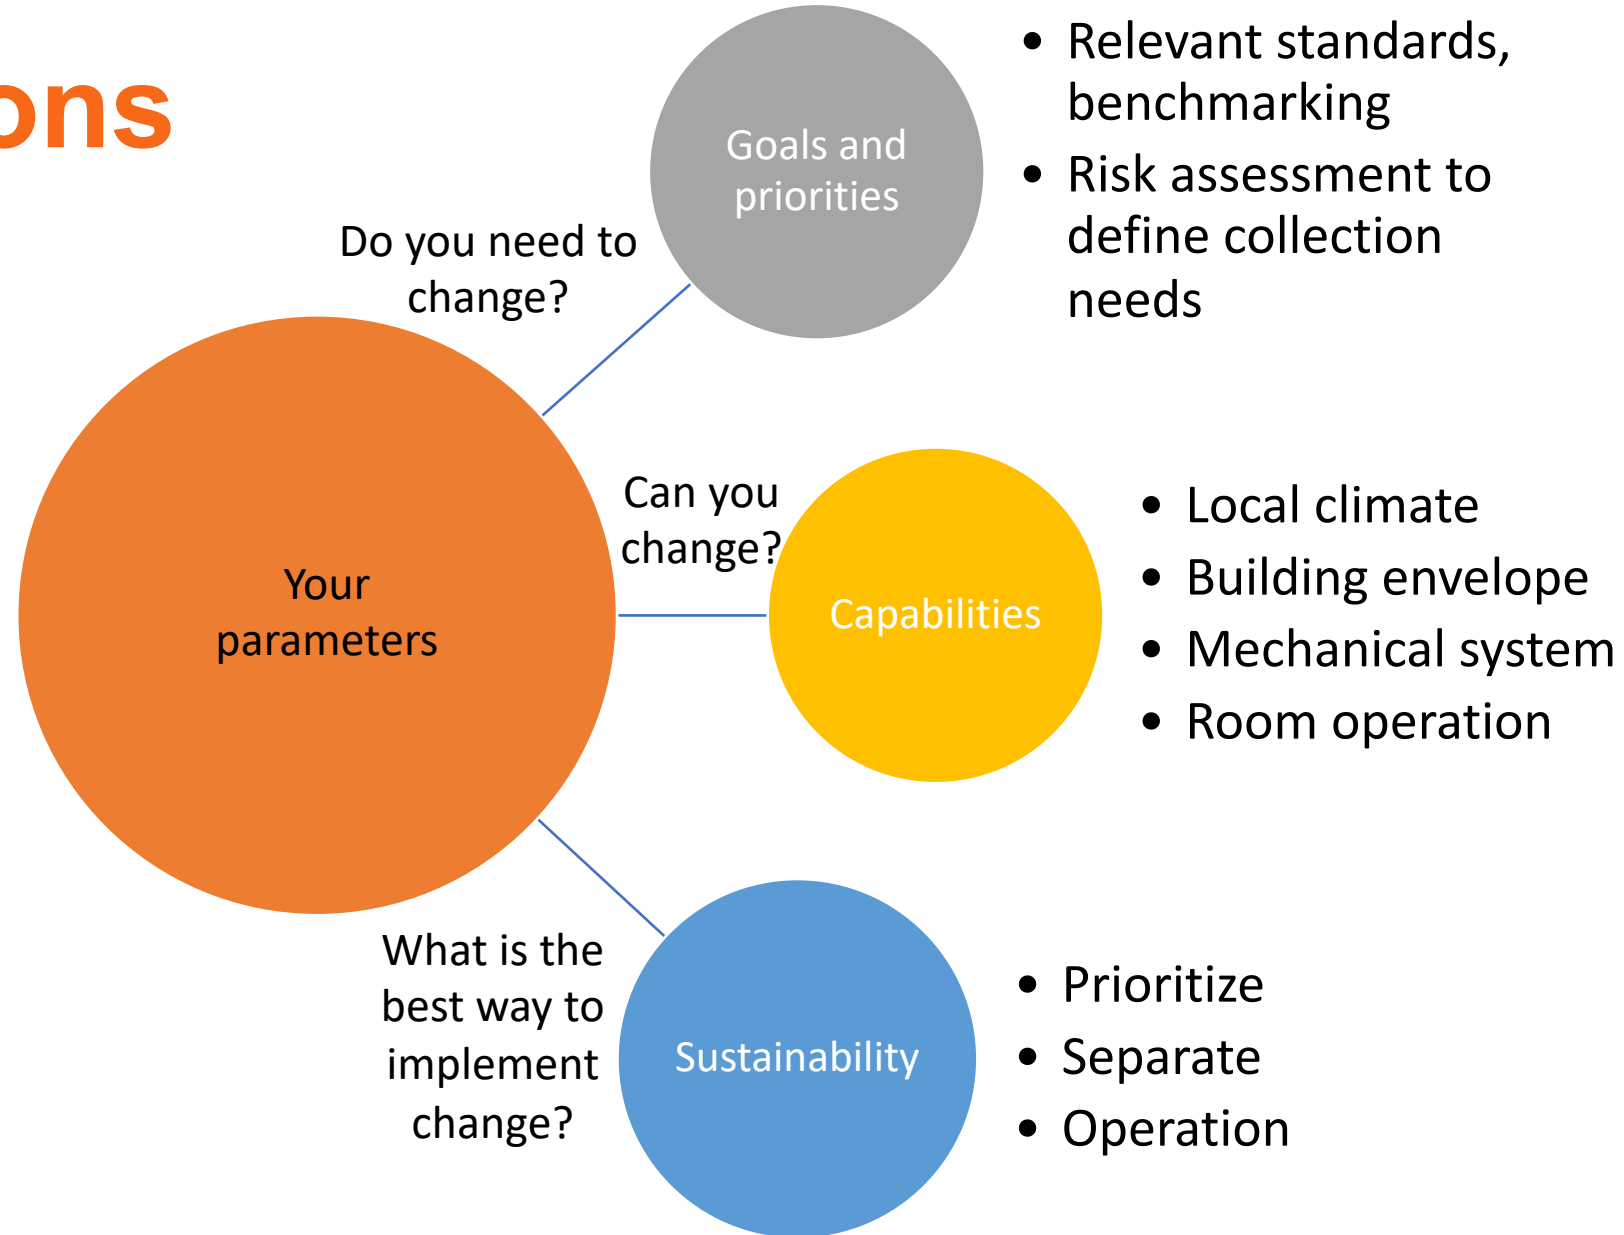 ons
Do you need to
change?
Goals and
priorities
• Relevant standards,
benchmarking
• Risk assessment to
define collection
needs
Your
parameters
Can you
change?
Capabilities
• Local climate
• Building envelope
• Mechanical system
• Room operation
What is the
best way to
implement
change?
Sustainability
• Prioritize
• Separate
• Operation